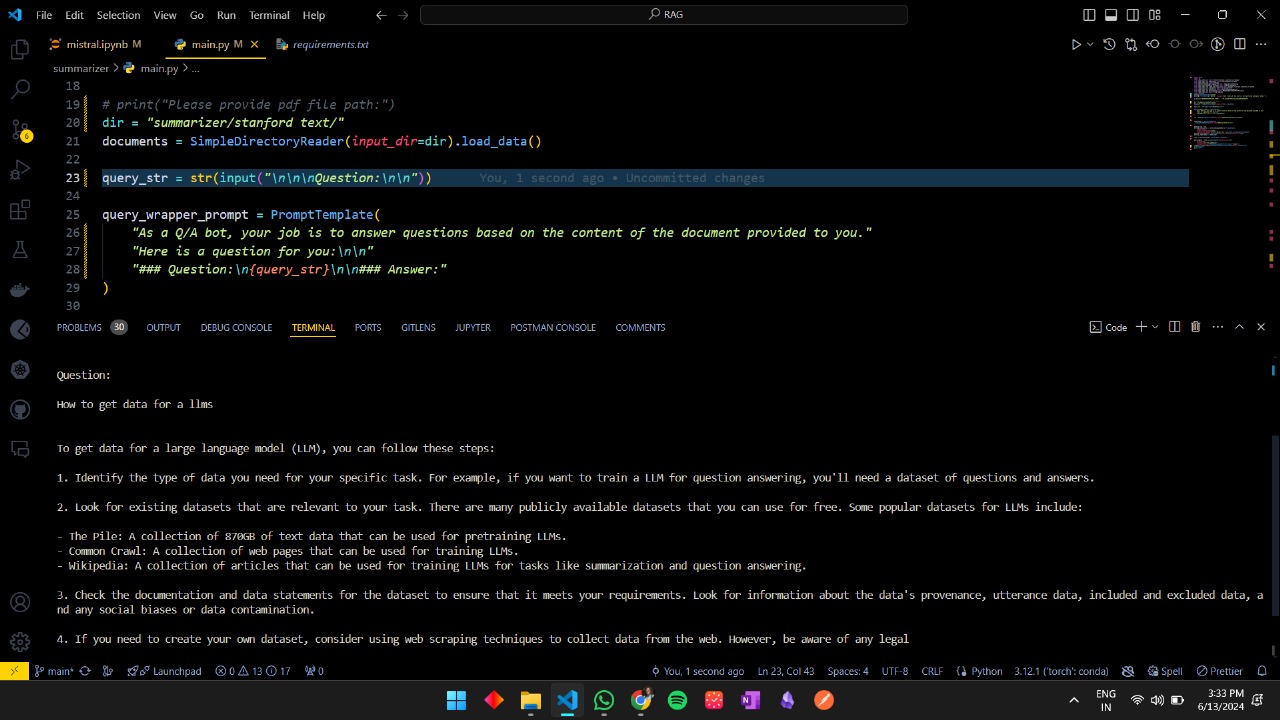 File Edit Selection View Go Run Terminal Help RAG
mistral.ipynb M main.py M requirements.txt
summarizer > main.py > ...
18
19 # print("Please provide pdf file path:")
20 dir = "summarizer/stanford text/"
21 documents = SimpleDirectoryReader(input_dir=dir).load_data()
22
23 query_str = str(input("\n\n\nQuestion:\n\n")) You, 1 second ago • Uncommitted changes
24
25 query_wrapper_prompt = PromptTemplate(
26 "As a Q/A bot, your job is to answer questions based on the content of the document provided to you."
27 "Here is a question for you:\n\n"
28 "### Question:\n{query_str}\n\n### Answer:"
29 )
30
PROBLEMS 30 OUTPUT DEBUG CONSOLE TERMINAL PORTS GITLENS JUPYTER POSTMAN CONSOLE COMMENTS Code
Question:
How to get data for a llms
To get data for a large language model (LLM), you can follow these steps:
1. Identify the type of data you need for your specific task. For example, if you want to train a LLM for question answering, you'll need a dataset of questions and answers.
2. Look for existing datasets that are relevant to your task. There are many publicly available datasets that you can use for free. Some popular datasets for LLMs include:
- The Pile: A collection of 870GB of text data that can be used for pretraining LLMs.
- Common Crawl: A collection of web pages that can be used for training LLMs.
- Wikipedia: A collection of articles that can be used for training LLMs for tasks like summarization and question answering.
3. Check the documentation and data statements for the dataset to ensure that it meets your requirements. Look for information about the data's provenance, utterance data, included and excluded data, a
nd any social biases or data contamination.
4. If you need to create your own dataset, consider using web scraping techniques to collect data from the web. However, be aware of any legal
6
main* Launchpad 0 13 17 0 You, 1 second ago Ln 23, Col 43 Spaces: 4 UTF-8 CRLF Python 3.12.1 ('torch': conda) Spell Prettier
ENG
IN
3:33 PM
6/13/2024